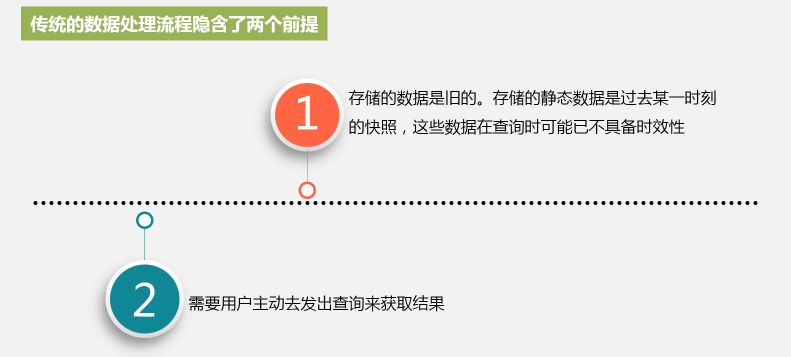 传统的数据处理流程隐含了两个前提
1
存储的数据是旧的。存储的静态数据是过去某一时刻
的快照，这些数据在查询时可能已不具备时效性
2
需要用户主动去发出查询来获取结果